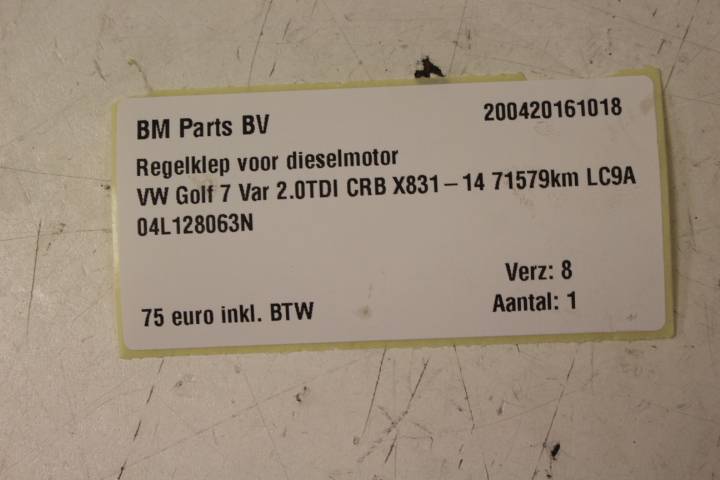 BM Parts BV 200420161018
Regelklep voor dieselmotor
VW Golf 7 Var 2.0TDI CRB X831-14 71579km LC9A
04L128063N
Verz: 8
75 euro inkl. BTW Aantal: 1